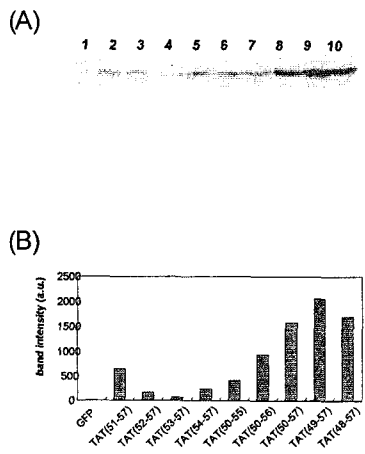 (A)
1 2 3 4 5 6 7 8 9 10
(B)
band intensity (a.u.)
2500
2000
1500
1000
500
0
GFP TAT(51-57) TAT(52-57) TAT(53-57) TAT(54-57) TAT(50-55) TAT(50-56) TAT(50-57) TAT(49-57) TAT(48-57)